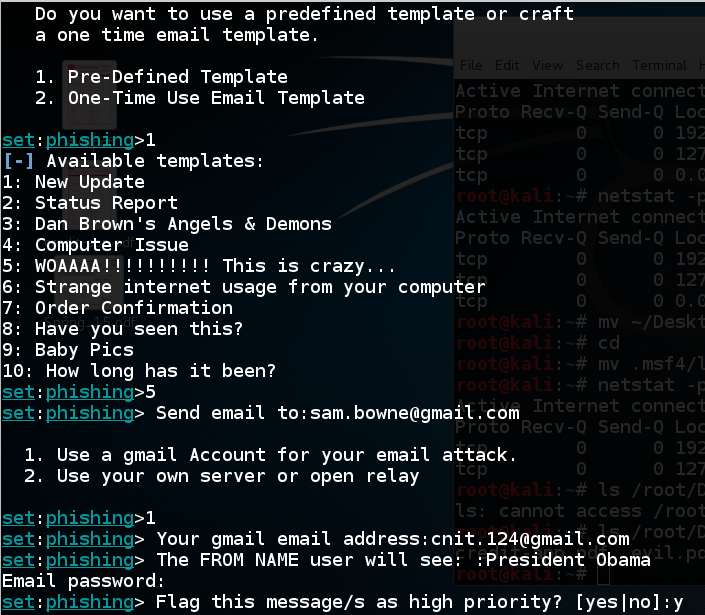 Do you want to use a predefined template or craft
a one time email template.
1. Pre-Defined Template
2. One-Time Use Email Template
set:phishing>1
[-] Available templates:
1: New Update
2: Status Report
3: Dan Brown's Angels & Demons
4: Computer Issue
5: WOAAAA!!!!!!!!!! This is crazy...
6: Strange internet usage from your computer
7: Order Confirmation
8: Have you seen this?
9: Baby Pics
10: How long has it been?
set:phishing>5
set:phishing> Send email to:sam.bowne@gmail.com
1. Use a gmail Account for your email attack.
2. Use your own server or open relay
set:phishing>1
set:phishing> Your gmail email address:cnit.124@gmail.com
set:phishing> The FROM NAME user will see: :President Obama
Email password:
set:phishing> Flag this message/s as high priority? [yes|no]:y
File Edit View Search Terminal H
Active Internet connect
Proto Recv-Q Send-Q Loc
tcp 0 0 192
tcp 0 0 127
tcp 0 0 0.0
root@kali:~# netstat -p
Active Internet connect
Proto Recv-Q Send-Q Loc
tcp 0 0 192
tcp 0 0 127
tcp 0 0 0.0
root@kali:~# mv ~/Deskt
root@kali:~# cd
root@kali:~# mv .msf4/l
root@kali:~# netstat -p
Active Internet connect
Proto Recv-Q Send-Q Loc
tcp 0 0 192
tcp 0 0 127
root@kali:~# ls /root/D
ls: cannot access /root
root@kali:~# ls /root/D
evil.pd
root@kali:~#